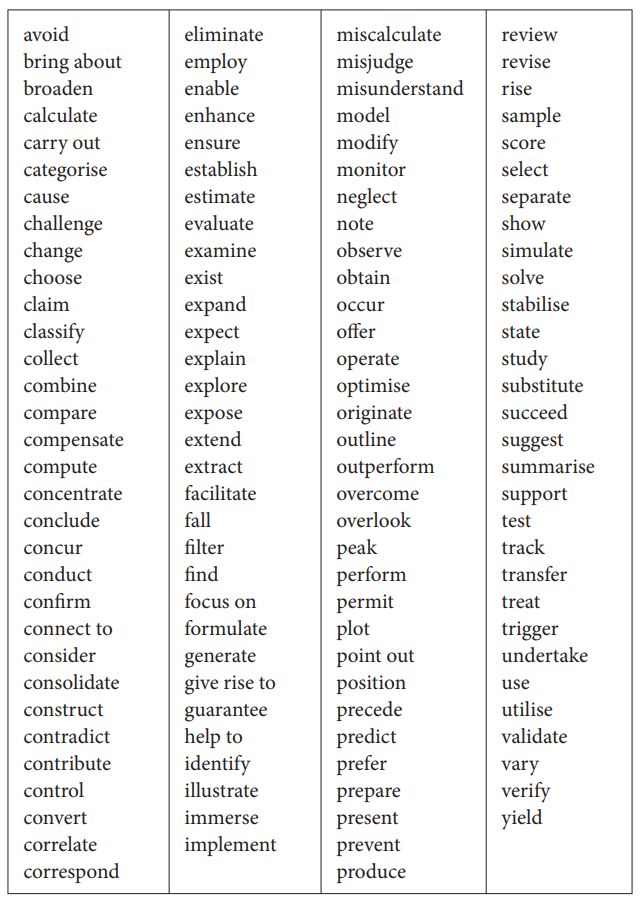 avoid
bring about
broaden
calculate
carry out
categorise
cause
challenge
change
choose
claim
classify
collect
combine
compare
compensate
compute
concentrate
conclude
concur
conduct
confirm
connect to
consider
consolidate
construct
contradict
contribute
control
convert
correlate
correspond
eliminate
employ
enable
enhance
ensure
establish
estimate
evaluate
examine
exist
expand
expect
explain
explore
expose
extend
extract
facilitate
fall
filter
find
focus on
formulate
generate
give rise to
guarantee
help to
identify
illustrate
immerse
implement
miscalculate
misjudge
misunderstand
model
modify
monitor
neglect
note
observe
obtain
occur
offer
operate
optimise
originate
outline
outperform
overcome
overlook
peak
perform
permit
plot
point out
position
precede
predict
prefer
prepare
present
prevent
produce
review
revise
rise
sample
score
select
separate
show
simulate
solve
stabilise
state
study
substitute
succeed
suggest
summarise
support
test
track
transfer
treat
trigger
undertake
use
utilise
validate
vary
verify
yield